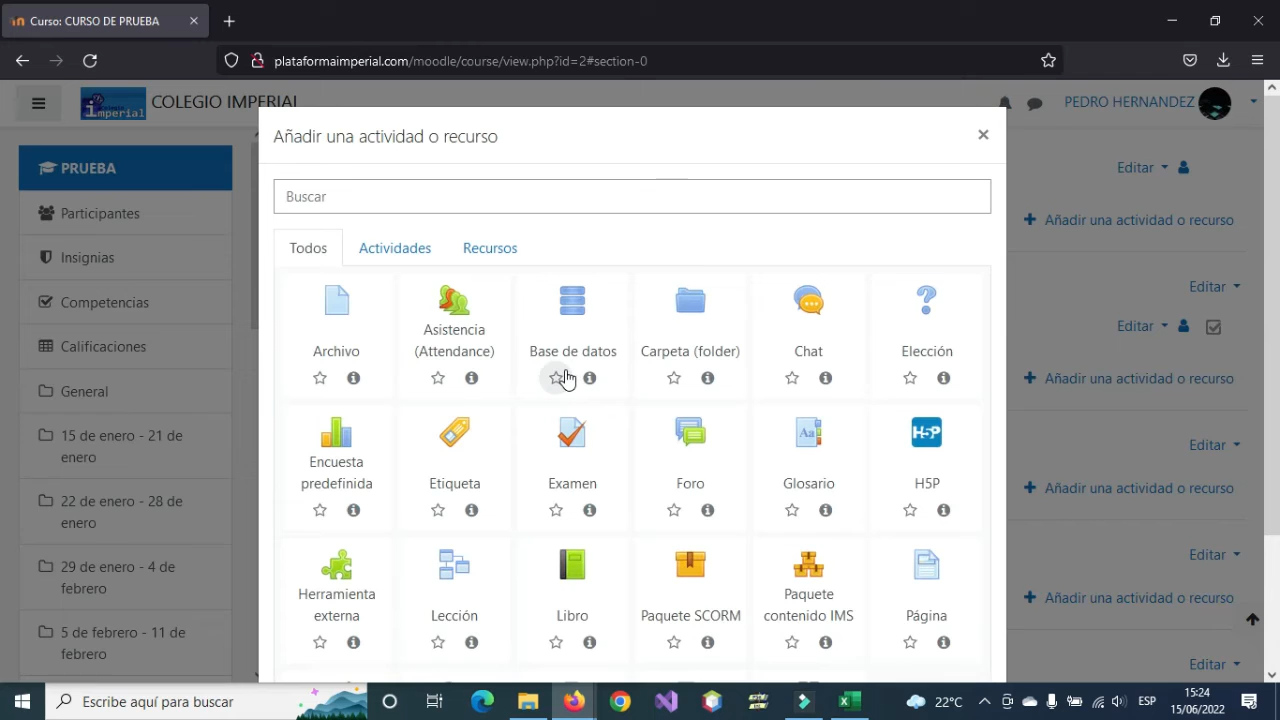 Curso: CURSO DE PRUEBA
plataformaimperial.com/moodle/course/view.php?id=2#section-0
imperial
COLEGIO IMPERIAL
PEDRO HERNANDEZ
PRUEBA
Participantes
Insignias
Competencias
Calificaciones
General
15 de enero - 21 de
enero
22 de enero - 28 de
enero
29 de enero - 4 de
febrero
5 de febrero - 11 de
febrero
Añadir una actividad o recurso
Buscar
Todos
Actividades
Recursos
Archivo
Asistencia
(Attendance)
Base de datos
Carpeta (folder)
Chat
Elección
Encuesta
predefinida
Etiqueta
Examen
Foro
Aa
Glosario
H5P
H5P
Herramienta
externa
Lección
Libro
Paquete SCORM
Paquete
contenido IMS
Página
Editar
Añadir una actividad o recurso
Editar
Editar
Añadir una actividad o recurso
Editar
Añadir una actividad o recurso
Editar
Añadir una actividad o recurso
Editar
Escribe aquí para buscar
22°C
ESP
15:24
15/06/2022